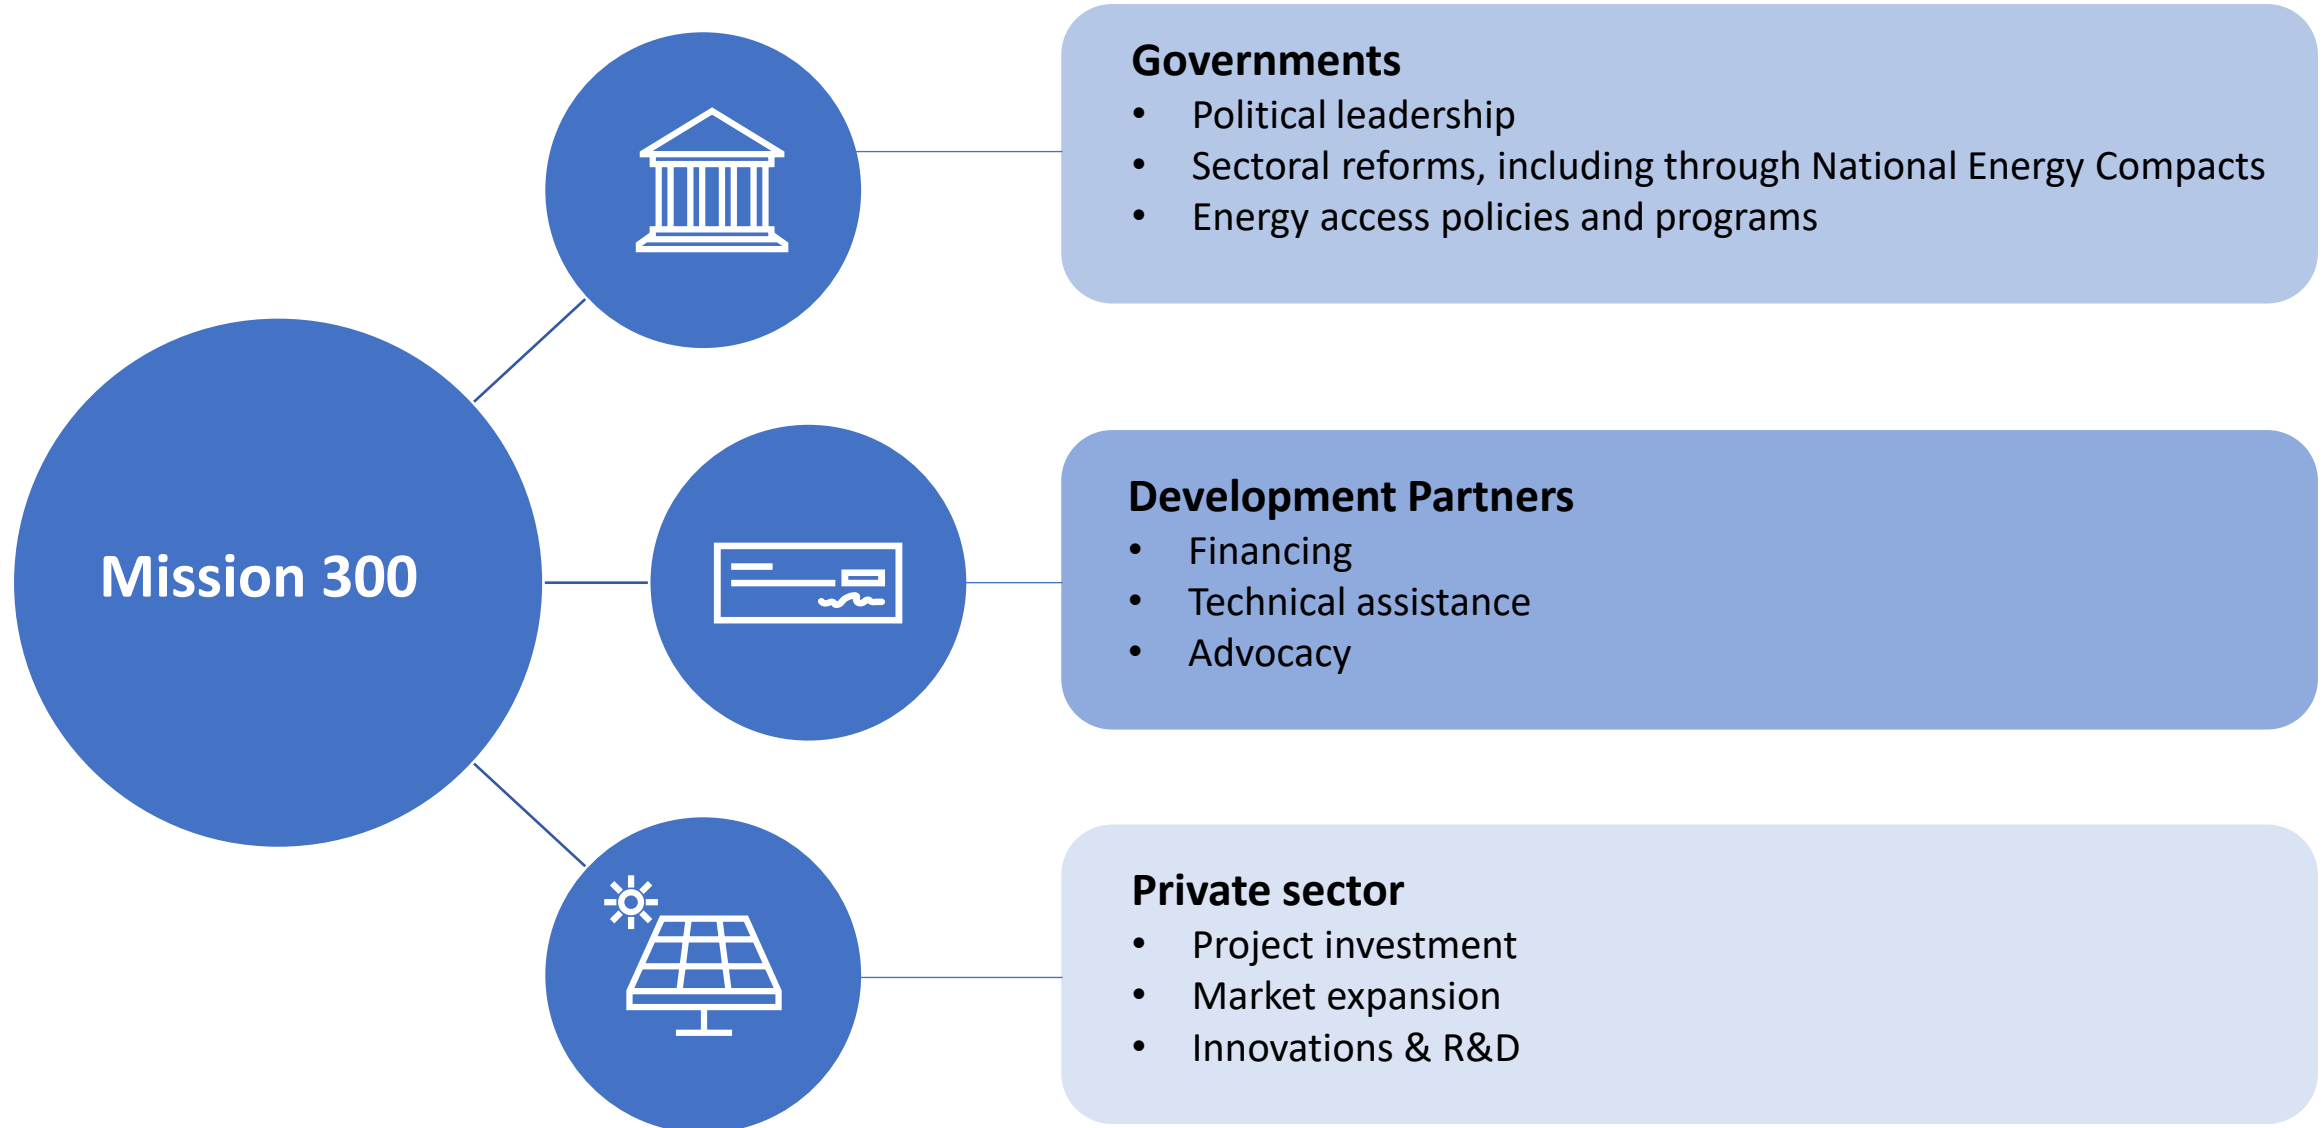 Mission 300
Governments
• Political leadership
• Sectoral reforms, including through National Energy Compacts
• Energy access policies and programs
Development Partners
• Financing
• Technical assistance
• Advocacy
Private sector
• Project investment
• Market expansion
• Innovations & R&D